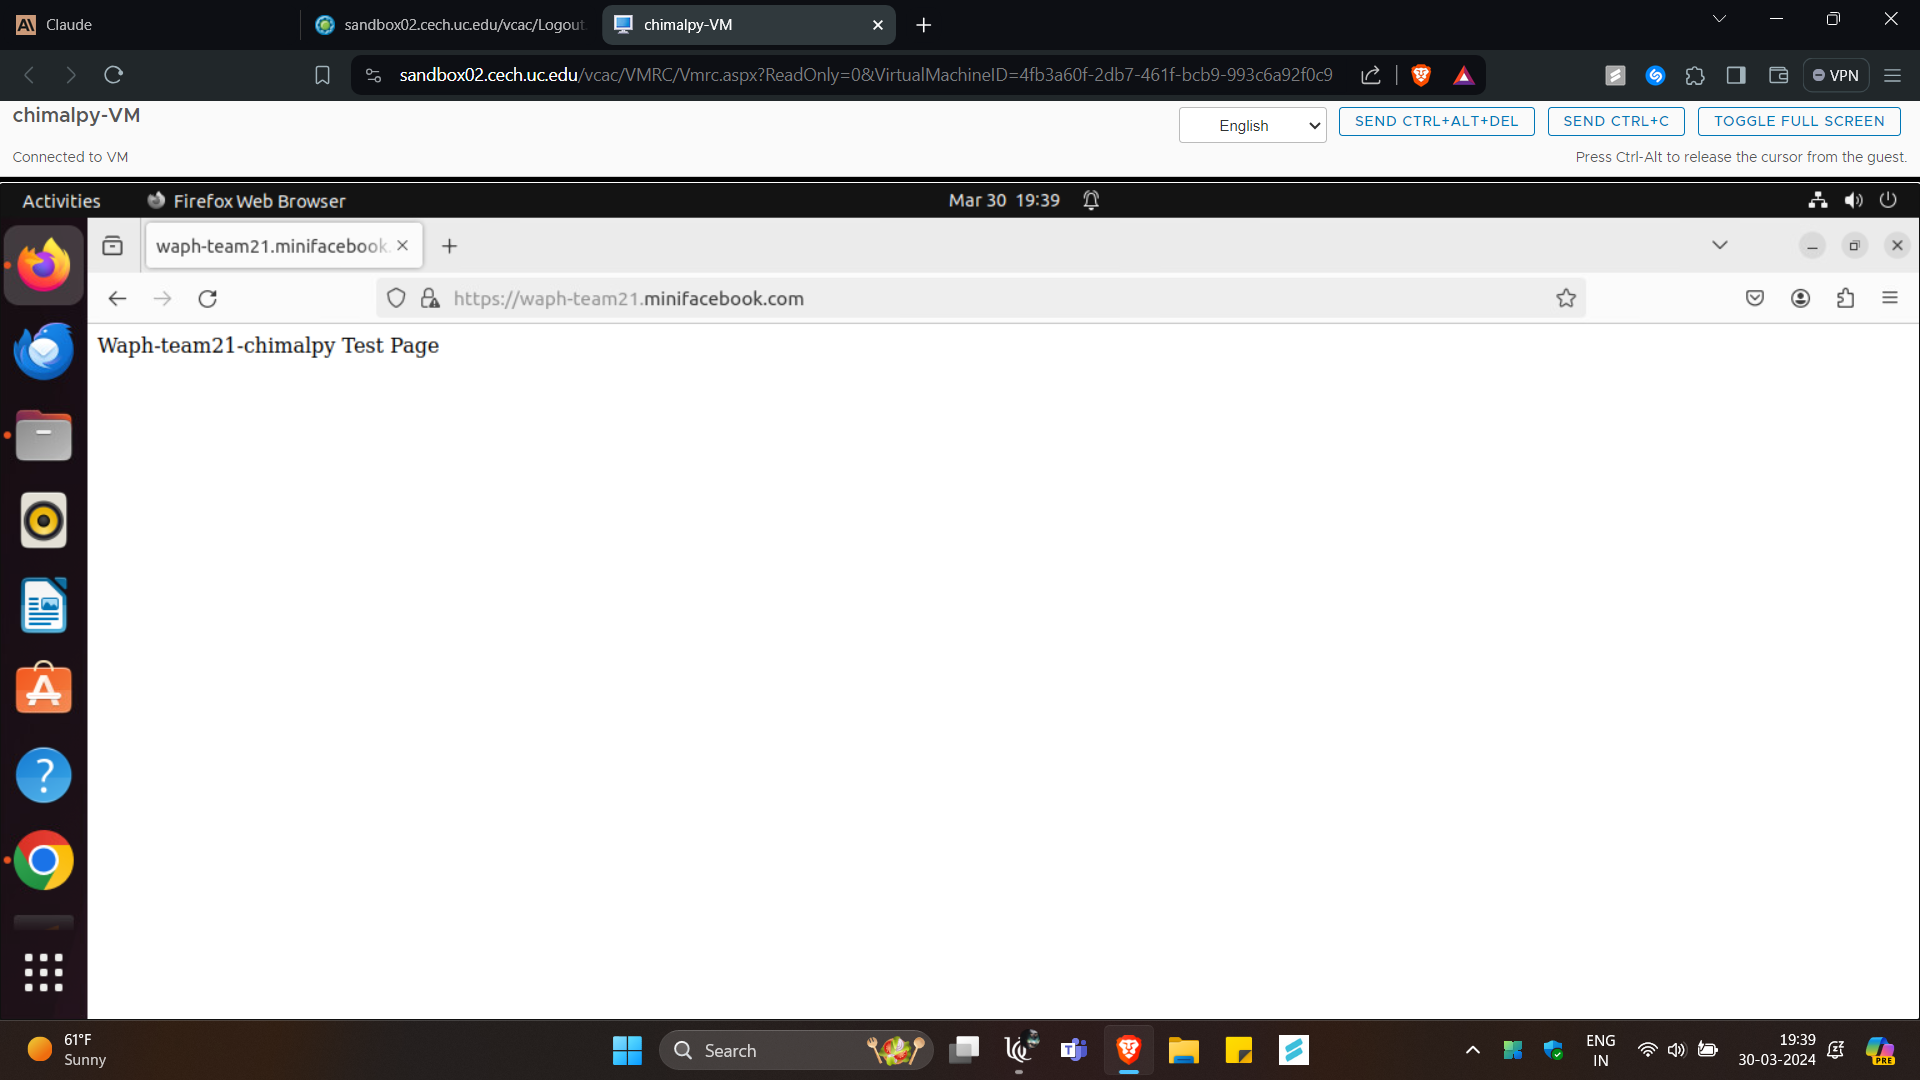 Claude
sandbox02.cech.uc.edu/vcac/Logout
chimalpy-VM
sandbox02.cech.uc.edu/vcac/VMRC/Vmrc.aspx?ReadOnly=0&VirtualMachineID=4fb3a60f-2db7-461f-bcb9-993c6a92f0c9
VPN
chimalpy-VM
English
SEND CTRL+ALT+DEL
SEND CTRL+C
TOGGLE FULL SCREEN
Connected to VM
Press Ctrl-Alt to release the cursor from the guest.
Activities
Firefox Web Browser
Mar 30 19:39
waph-team21.minifacebook.
https://waph-team21.minifacebook.com
Waph-team21-chimalpy Test Page
61°F
Sunny
Search
ENG
IN
19:39
30-03-2024
PRE